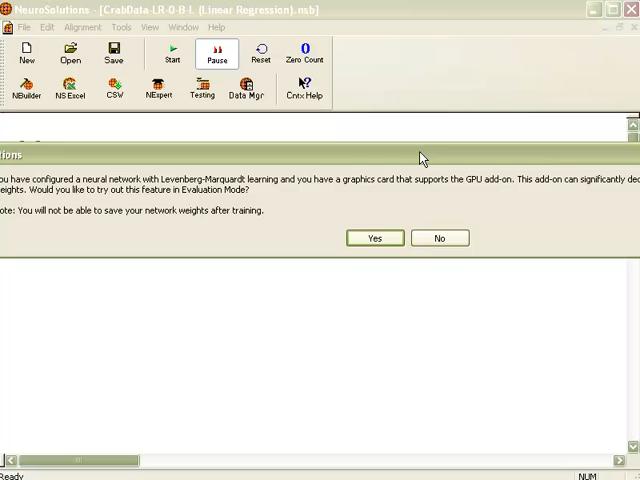 NeuroSolutions - [CrabData-LR-O-B-L (Linear Regression).nsb]
File Edit Alignment Tools View Window Help
New Open Save Start Pause Reset Zero Count
NBuilder NS Excel CSW NExpert Testing Data Mgr Cntx Help
tions
ou have configured a neural network with Levenberg-Marquardt learning and you have a graphics card that supports the GPU add-on. This add-on can significantly dec
eights. Would you like to try out this feature in Evaluation Mode?
ote: You will not be able to save your network weights after training.
Yes No
Ready NUM